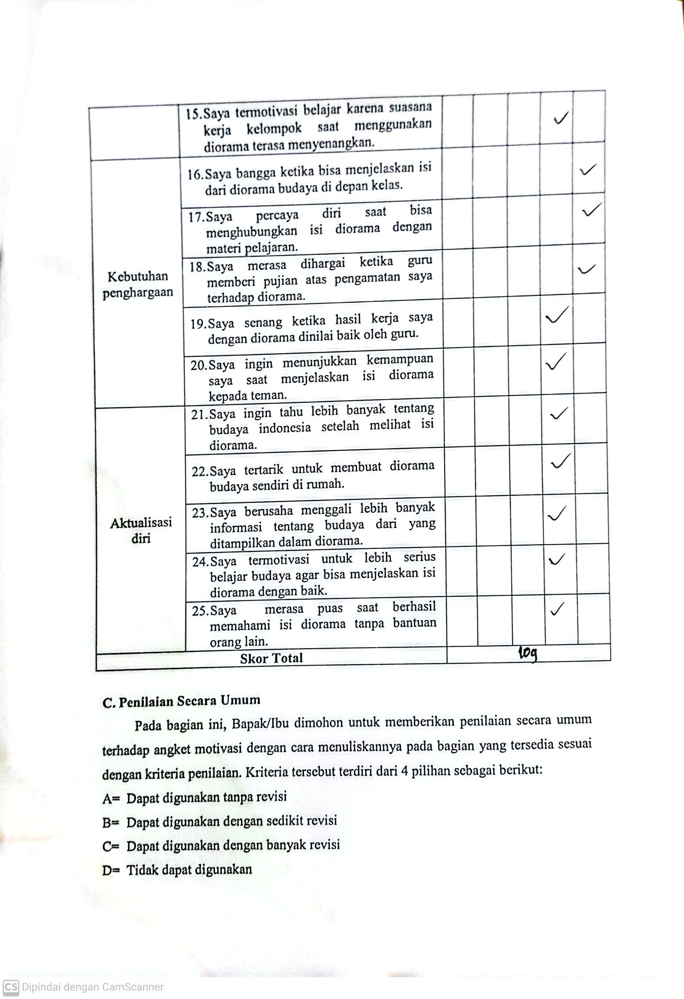 15.Saya termotivasi belajar karena suasana
kerja kelompok saat menggunakan
diorama terasa menyenangkan.
✓
Kebutuhan
penghargaan
16.Saya bangga ketika bisa menjelaskan isi
dari diorama budaya di depan kelas.
✓
17.Saya percaya diri saat bisa
menghubungkan isi diorama dengan
materi pelajaran.
✓
18.Saya merasa dihargai ketika guru
memberi pujian atas pengamatan saya
terhadap diorama.
✓
19.Saya senang ketika hasil kerja saya
dengan diorama dinilai baik oleh guru.
✓
20.Saya ingin menunjukkan kemampuan
saya saat menjelaskan isi diorama
kepada teman.
✓
Aktualisasi
diri
21.Saya ingin tahu lebih banyak tentang
budaya indonesia setelah melihat isi
diorama.
✓
22.Saya tertarik untuk membuat diorama
budaya sendiri di rumah.
✓
23.Saya berusaha menggali lebih banyak
informasi tentang budaya dari yang
ditampilkan dalam diorama.
✓
24.Saya termotivasi untuk lebih serius
belajar budaya agar bisa menjelaskan isi
diorama dengan baik.
✓
25.Saya merasa puas saat berhasil
memahami isi diorama tanpa bantuan
orang lain.
✓
Skor Total 109
C. Penilaian Secara Umum
Pada bagian ini, Bapak/Ibu dimohon untuk memberikan penilaian secara umum
terhadap angket motivasi dengan cara menuliskannya pada bagian yang tersedia sesuai
dengan kriteria penilaian. Kriteria tersebut terdiri dari 4 pilihan sebagai berikut:
A= Dapat digunakan tanpa revisi
B= Dapat digunakan dengan sedikit revisi
C= Dapat digunakan dengan banyak revisi
D= Tidak dapat digunakan
CS Dipindai dengan CamScanner